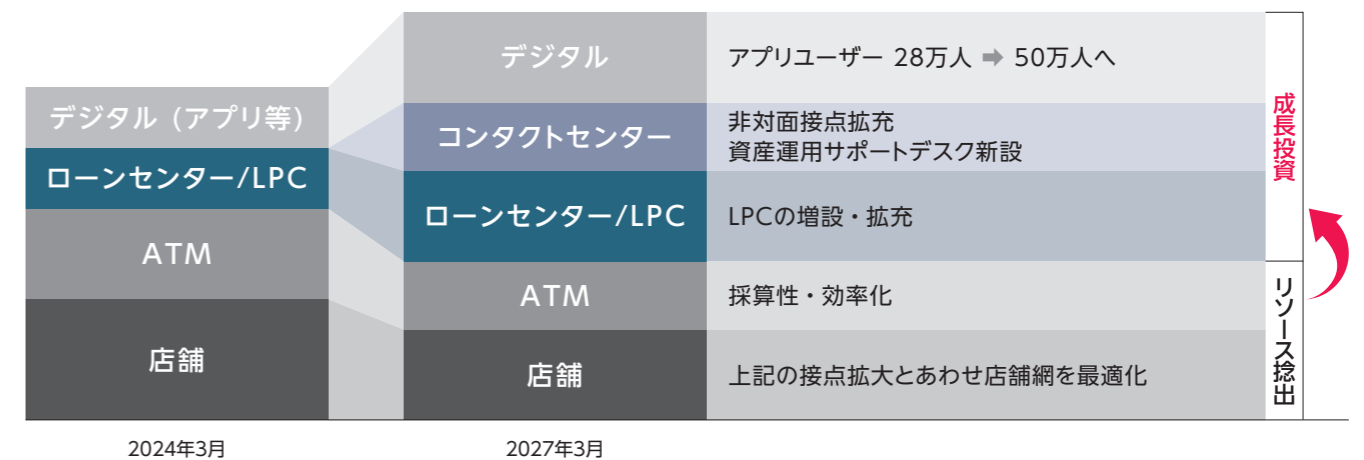 デジタル (アプリ等)
ローンセンター/LPC
ATM
店舗
2024年3月
デジタル
コンタクトセンター
ローンセンター/LPC
ATM
店舗
2027年3月
アプリユーザー 28万人 ➡ 50万人へ
非対面接点拡充
資産運用サポートデスク新設
LPCの増設・拡充
採算性・効率化
上記の接点拡大とあわせ店舗網を最適化
成長投資
リソース捻出